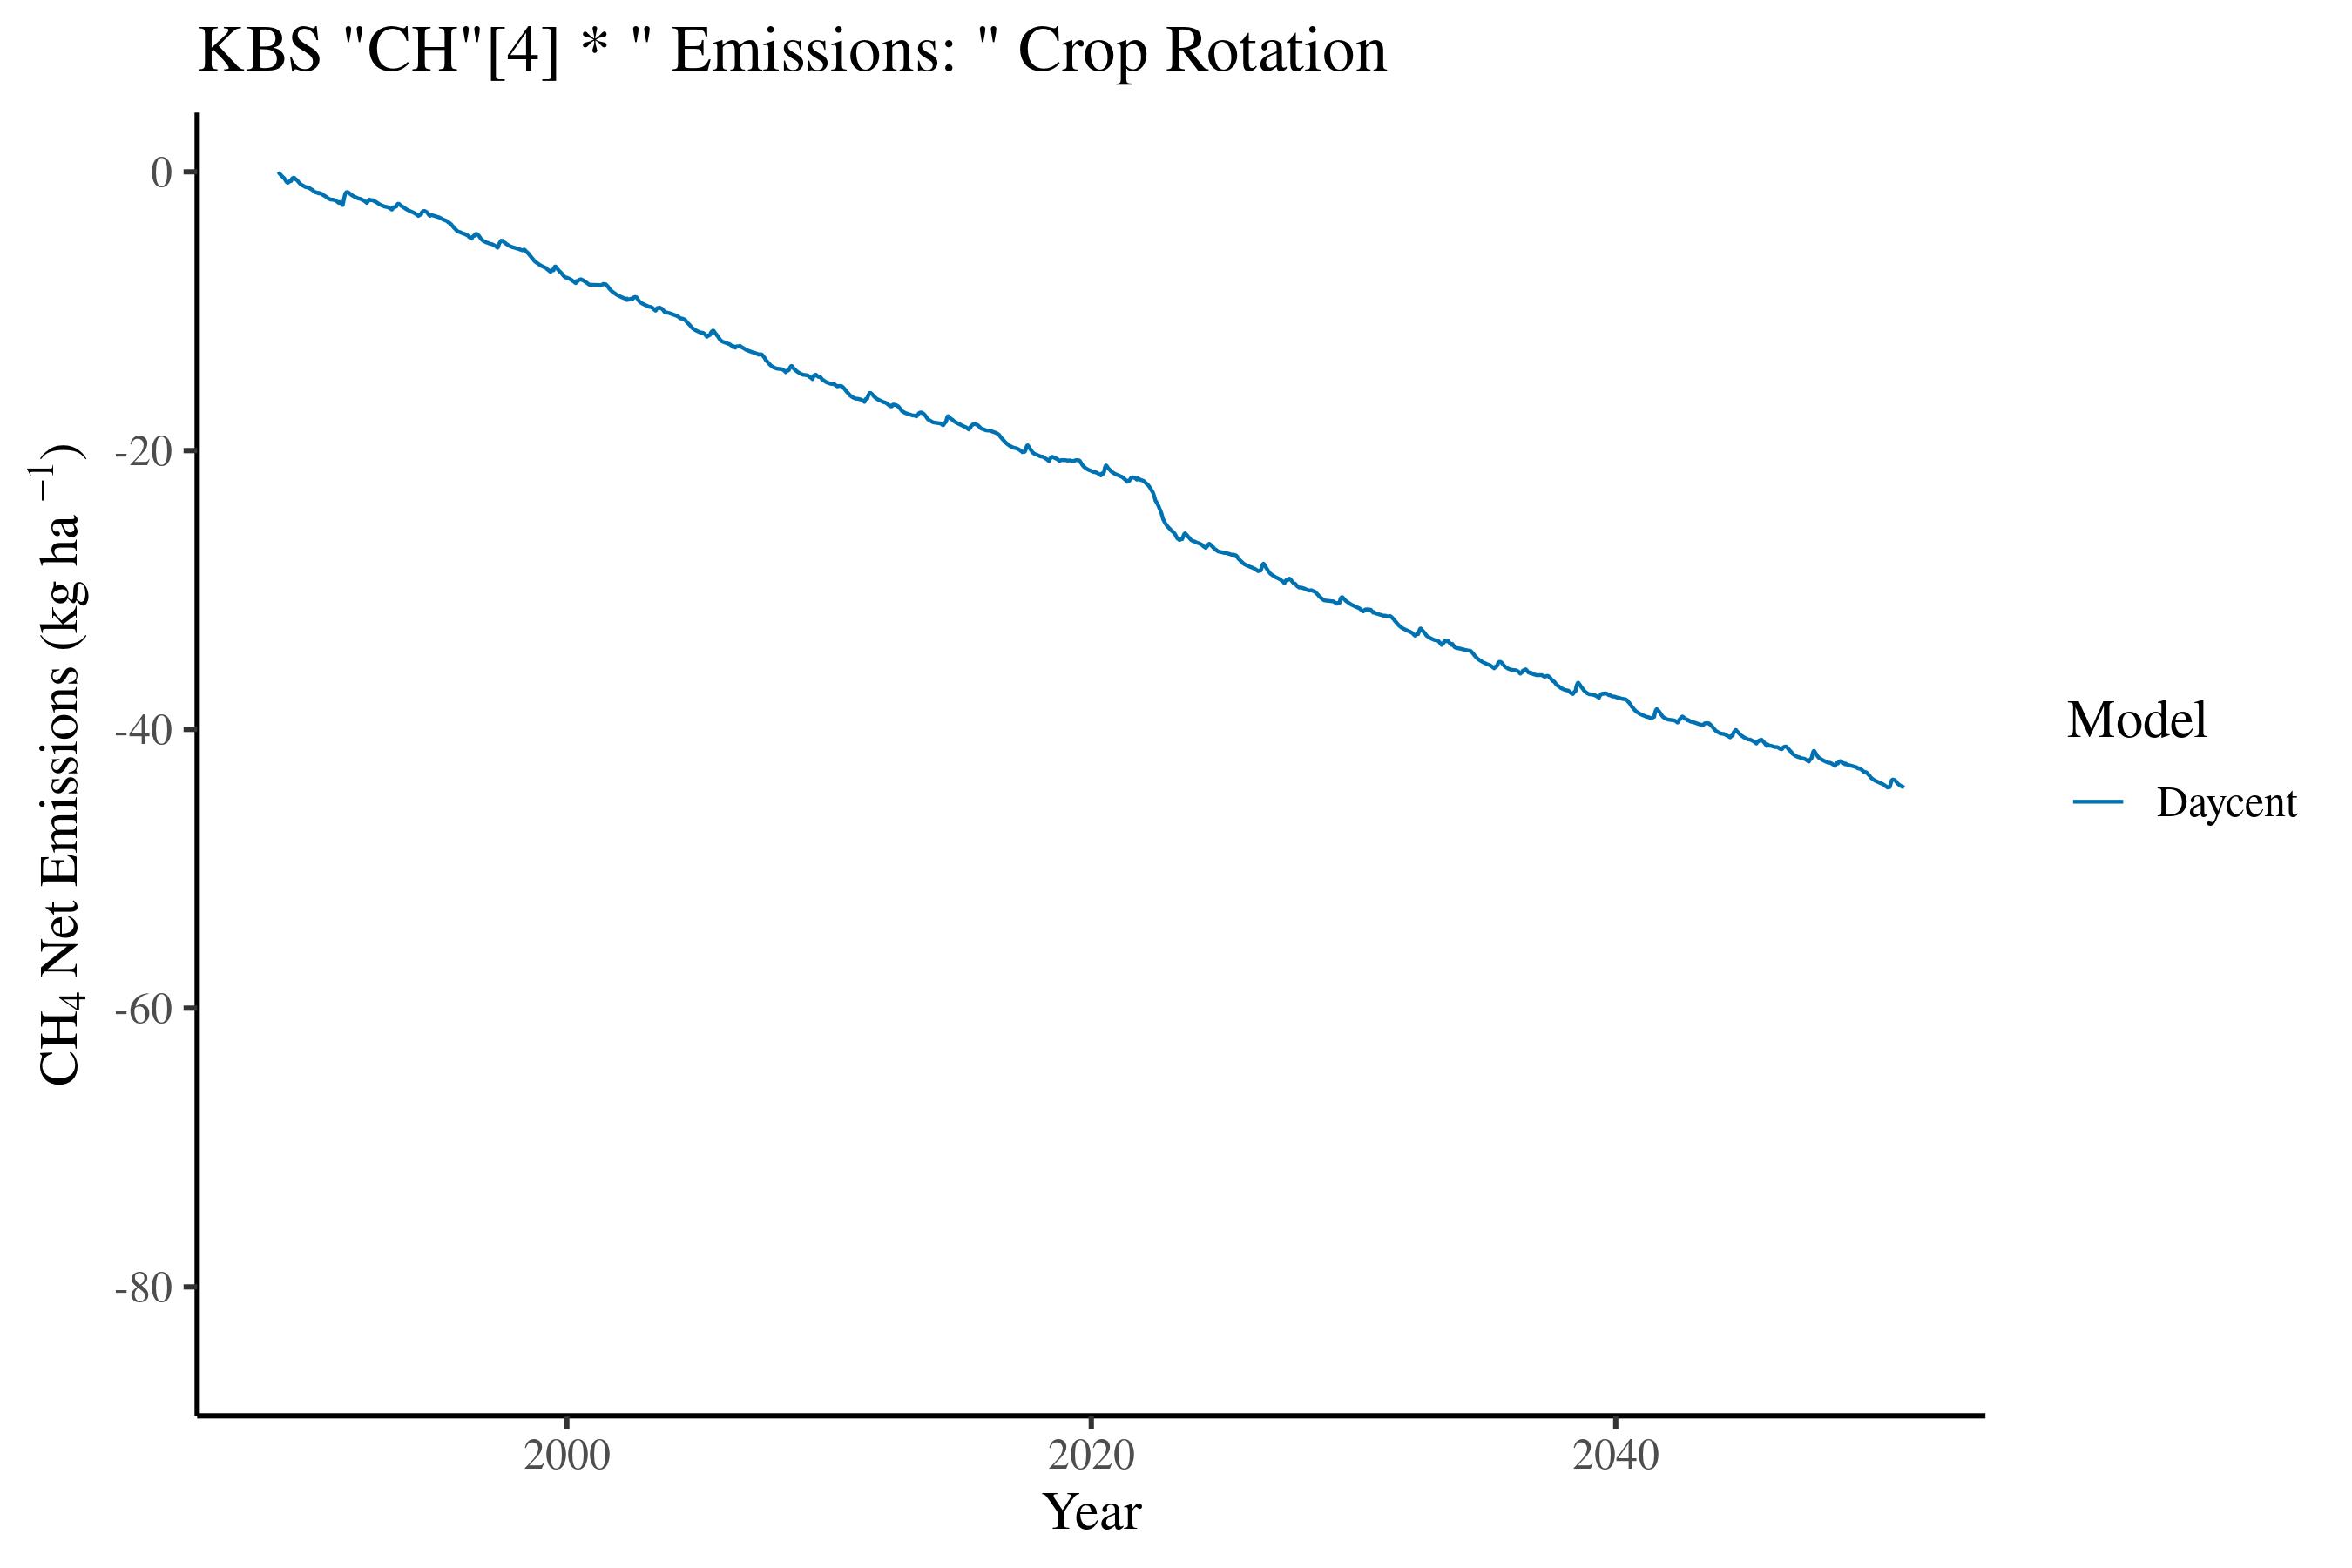 KBS "CH"[4] * " Emissions: " Crop Rotation
CH₄ Net Emissions (kg ha ⁻¹)
0
-20
-40
-60
-80
2000
2020
2040
Year
Model
Daycent